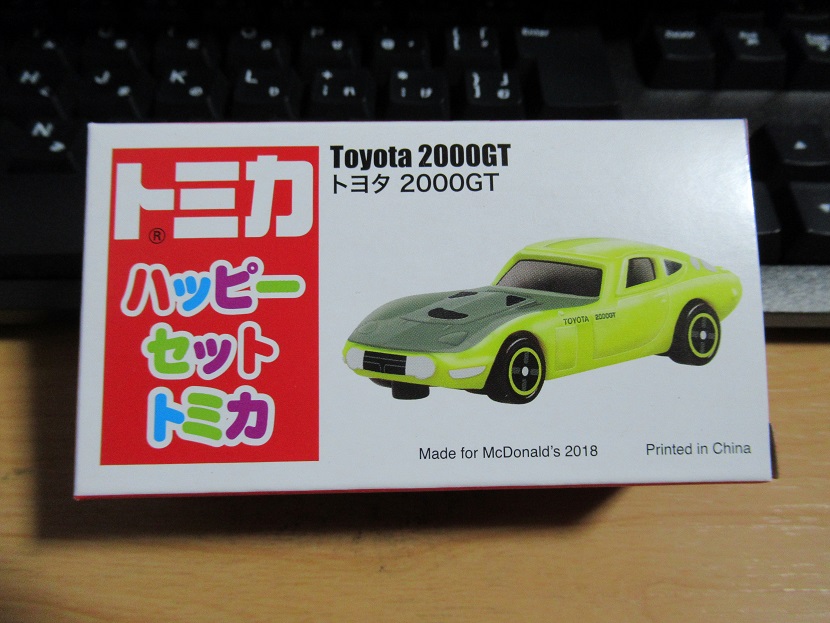 トミカ
®
ハッピー
セット
トミカ
Toyota 2000GT
トヨタ 2000GT
TOYOTA 2000GT
Made for McDonald's 2018
Printed in China
Enter
N
J
K
L